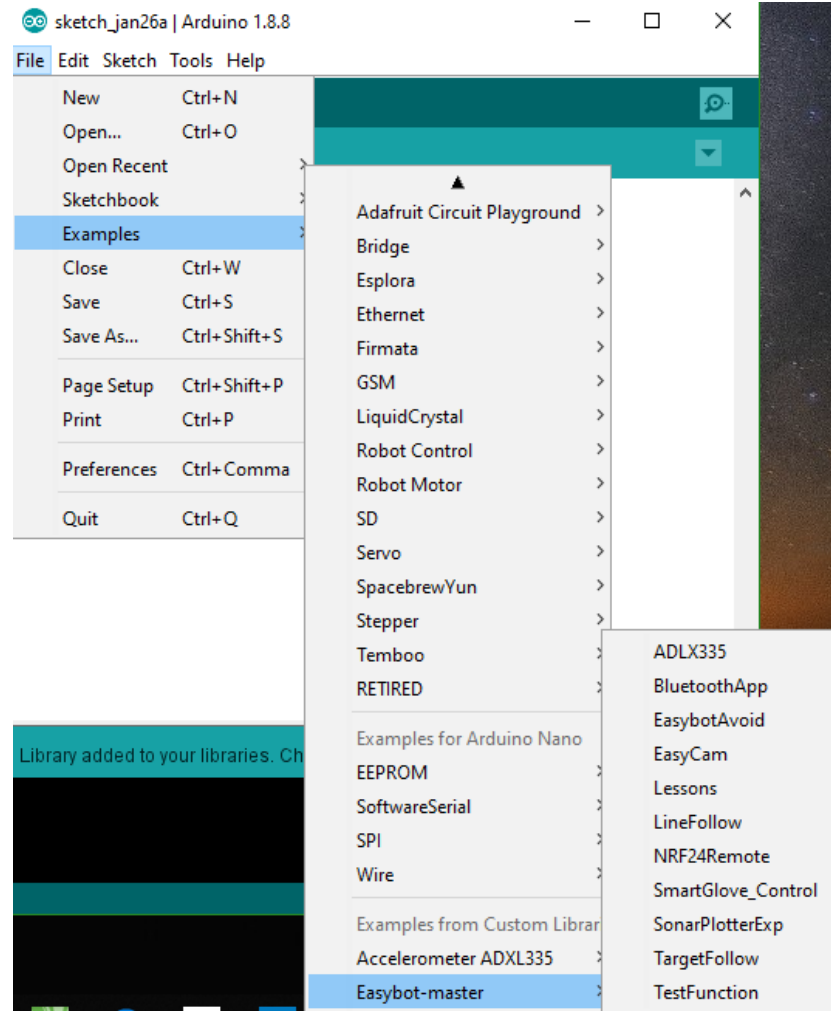 sketch_jan26a | Arduino 1.8.8
File Edit Sketch Tools Help
New Ctrl+N
Open... Ctrl+O
Open Recent
Sketchbook
Examples
Close Ctrl+W
Save Ctrl+S
Save As... Ctrl+Shift+S
Page Setup Ctrl+Shift+P
Print Ctrl+P
Preferences Ctrl+Comma
Quit Ctrl+Q
Adafruit Circuit Playground
Bridge
Esplora
Ethernet
Firmata
GSM
LiquidCrystal
Robot Control
Robot Motor
SD
Servo
SpacebrewYun
Stepper
Temboo
RETIRED
Examples for Arduino Nano
EEPROM
SoftwareSerial
SPI
Wire
Examples from Custom Librar
Accelerometer ADXL335
Easybot-master
ADLX335
BluetoothApp
EasybotAvoid
EasyCam
Lessons
LineFollow
NRF24Remote
SmartGlove_Control
SonarPlotterExp
TargetFollow
TestFunction
Library added to your libraries. Ch